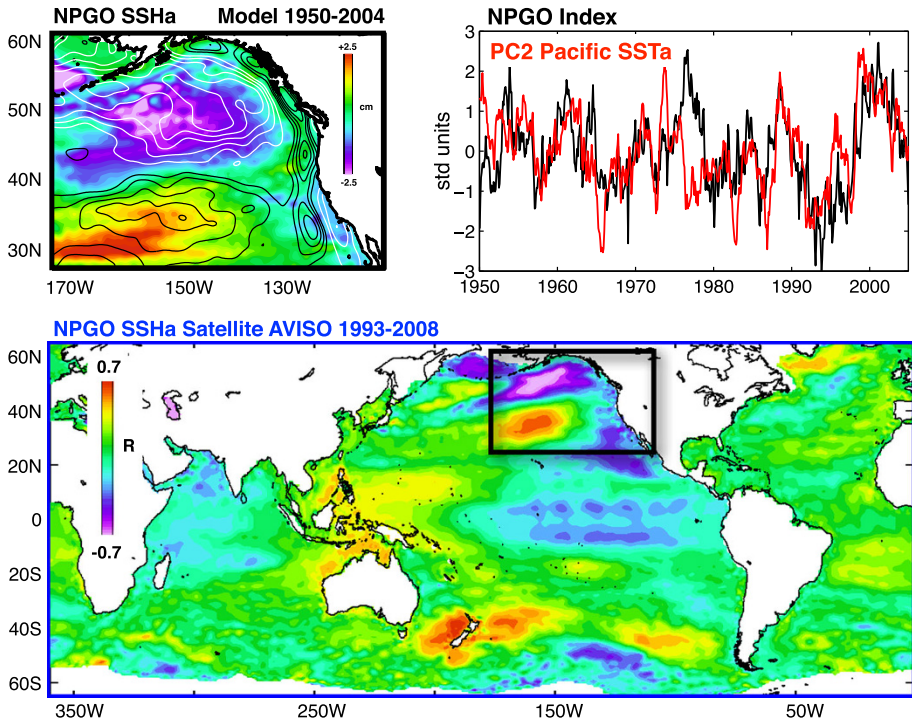 NPGO SSHa Model 1950-2004
60N
50N
40N
30N
170W 150W 130W
+2.5
cm
-2.5
NPGO Index
PC2 Pacific SSTa
std units
3
2
1
0
−1
−2
−3
1950 1960 1970 1980 1990 2000
NPGO SSHa Satellite AVISO 1993-2008
60N
40N
20N
0
20S
40S
60S
0.7
R
-0.7
350W 250W 150W 50W